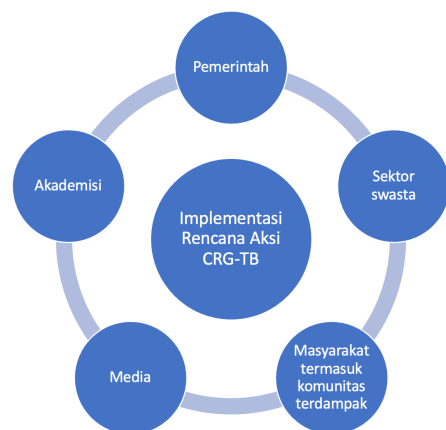 Pemerintah
Sektor
swasta
Masyarakat
termasuk
komunitas
terdampak
Media
Akademisi
Implementasi
Rencana Aksi
CRG-TB